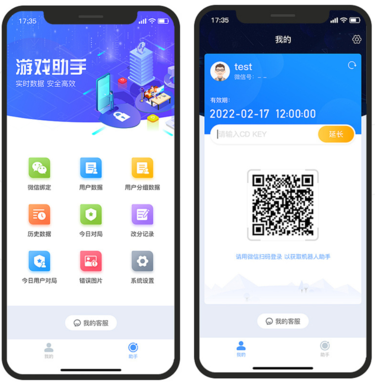 17:35
游戏助手
实时数据 安全高效
微信绑定
用户数据
用户分组数据
历史数据
今日对局
改分记录
今日用户对局
错误图片
系统设置
我的客服
我的
助手
17:35
我的
test
微信号: - -
有效期:
2022-02-17 12:00:00
请输入CD KEY
延长
请用微信扫码登录 以获取机器人助手
我的客服
我的
助手